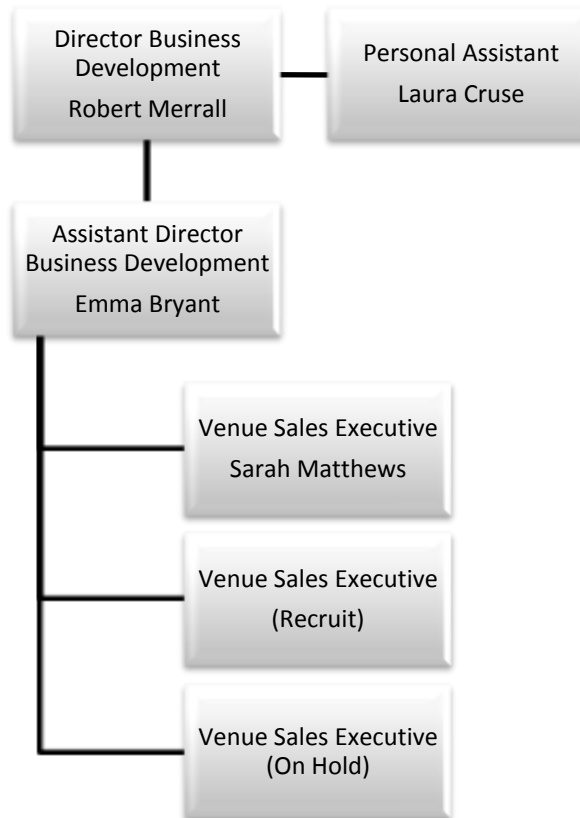 Director Business
Development
Robert Merrall
Personal Assistant
Laura Cruse
Assistant Director
Business Development
Emma Bryant
Venue Sales Executive
Sarah Matthews
Venue Sales Executive
(Recruit)
Venue Sales Executive
(On Hold)